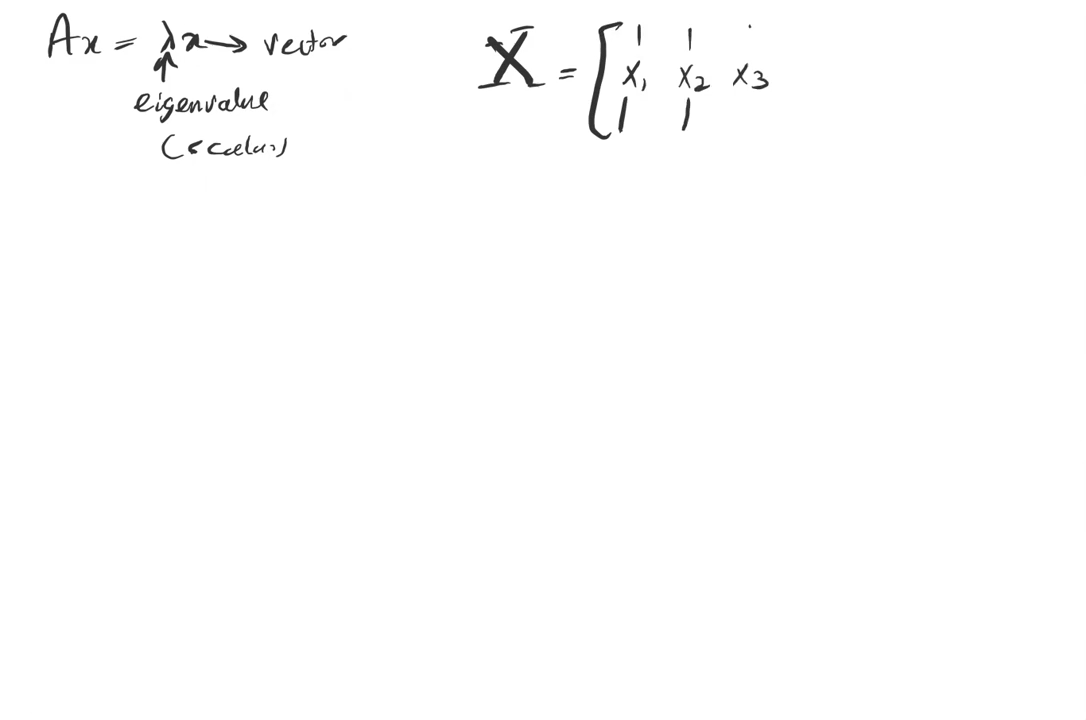 Ax = λx → vector
eigenvalue
(scalar)
X = [ x₁ x₂ x₃